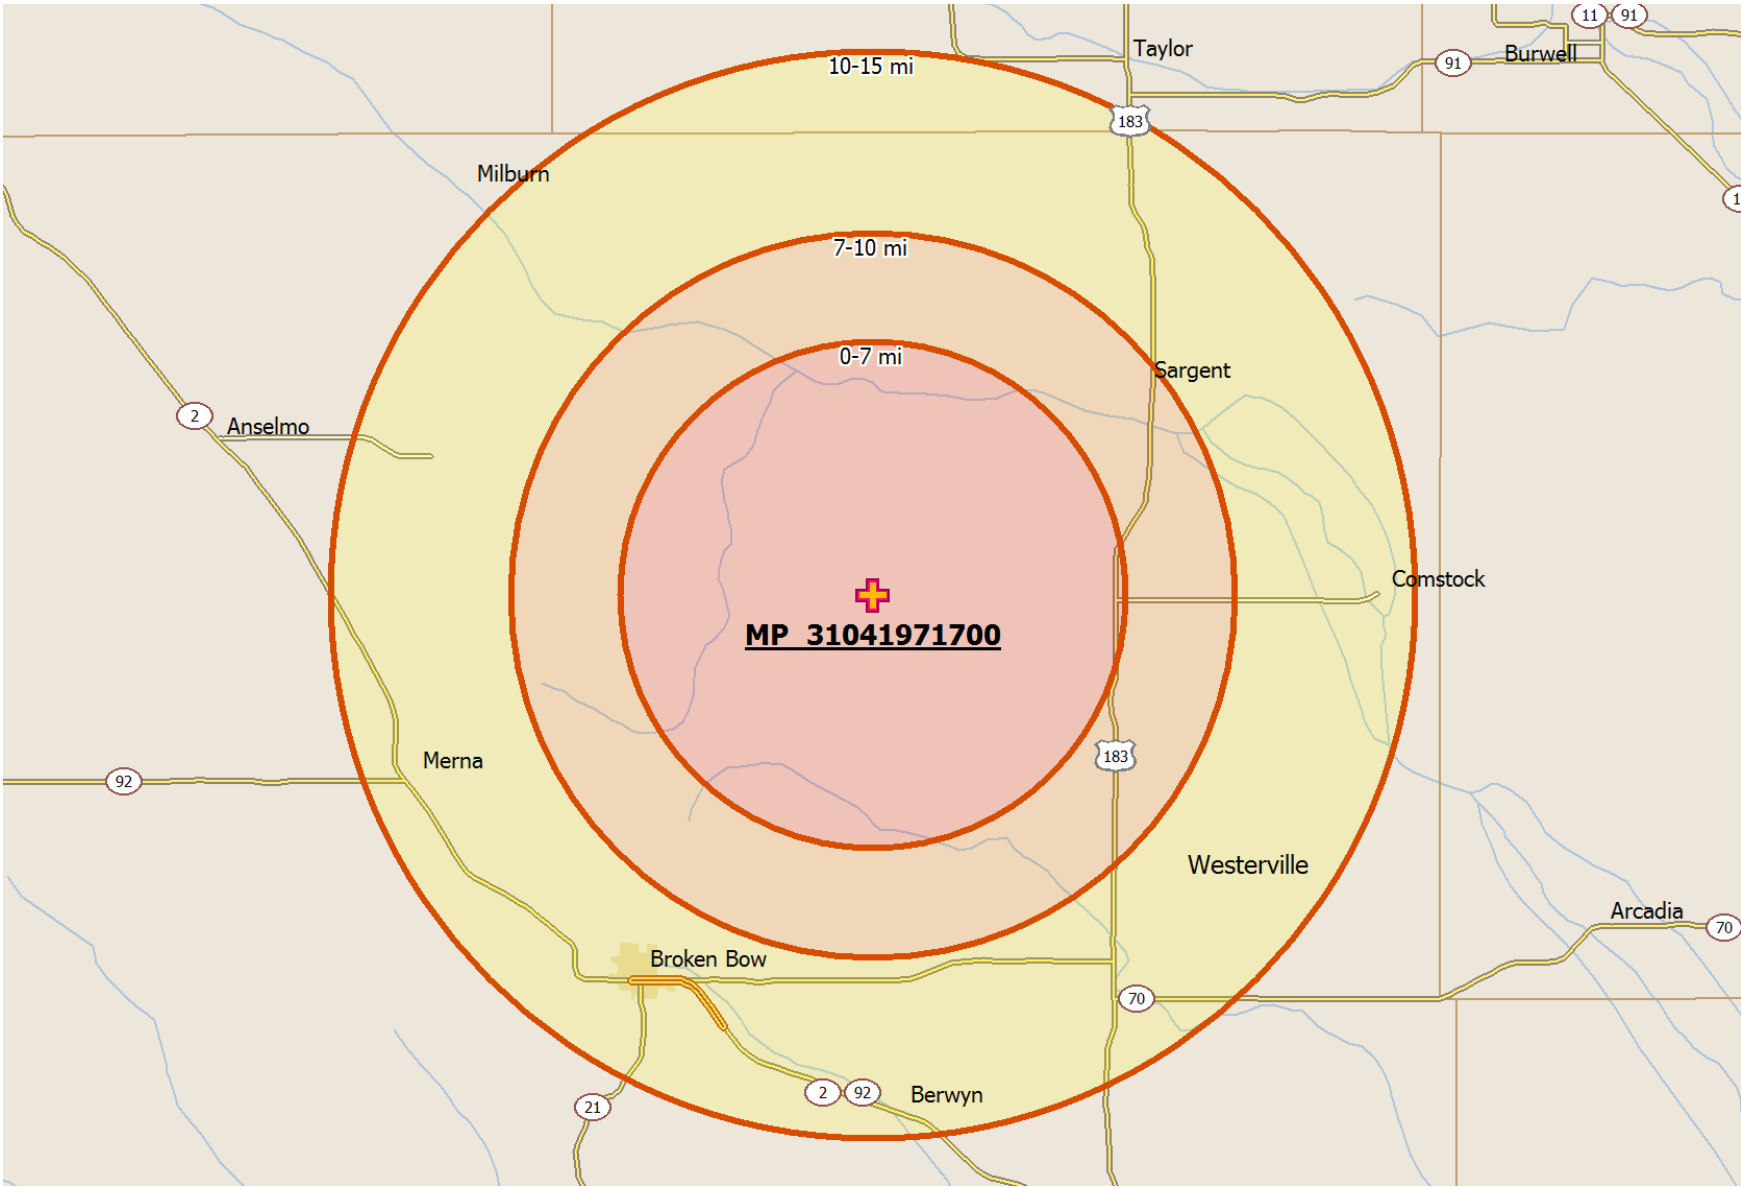 11
91
Taylor
Burwell
91
10-15 mi
183
Milburn
1
7-10 mi
0-7 mi
Sargent
2
Anselmo
Comstock
MP 31041971700
Merna
183
92
Westerville
Arcadia
70
Broken Bow
70
2
92
Berwyn
21